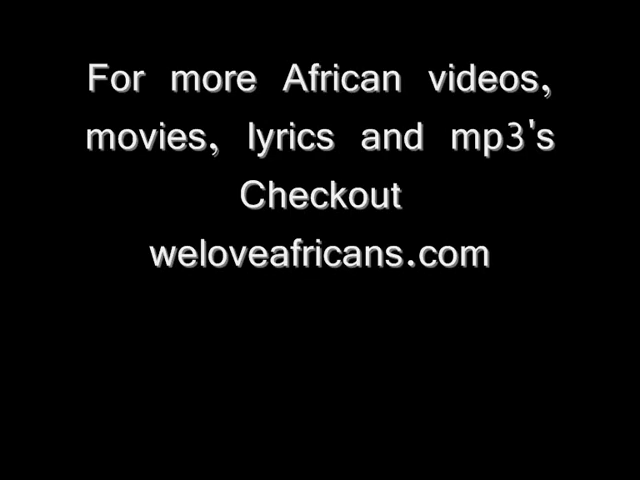 For more African videos,
movies, lyrics and mp3's
Checkout
weloveafricans.com